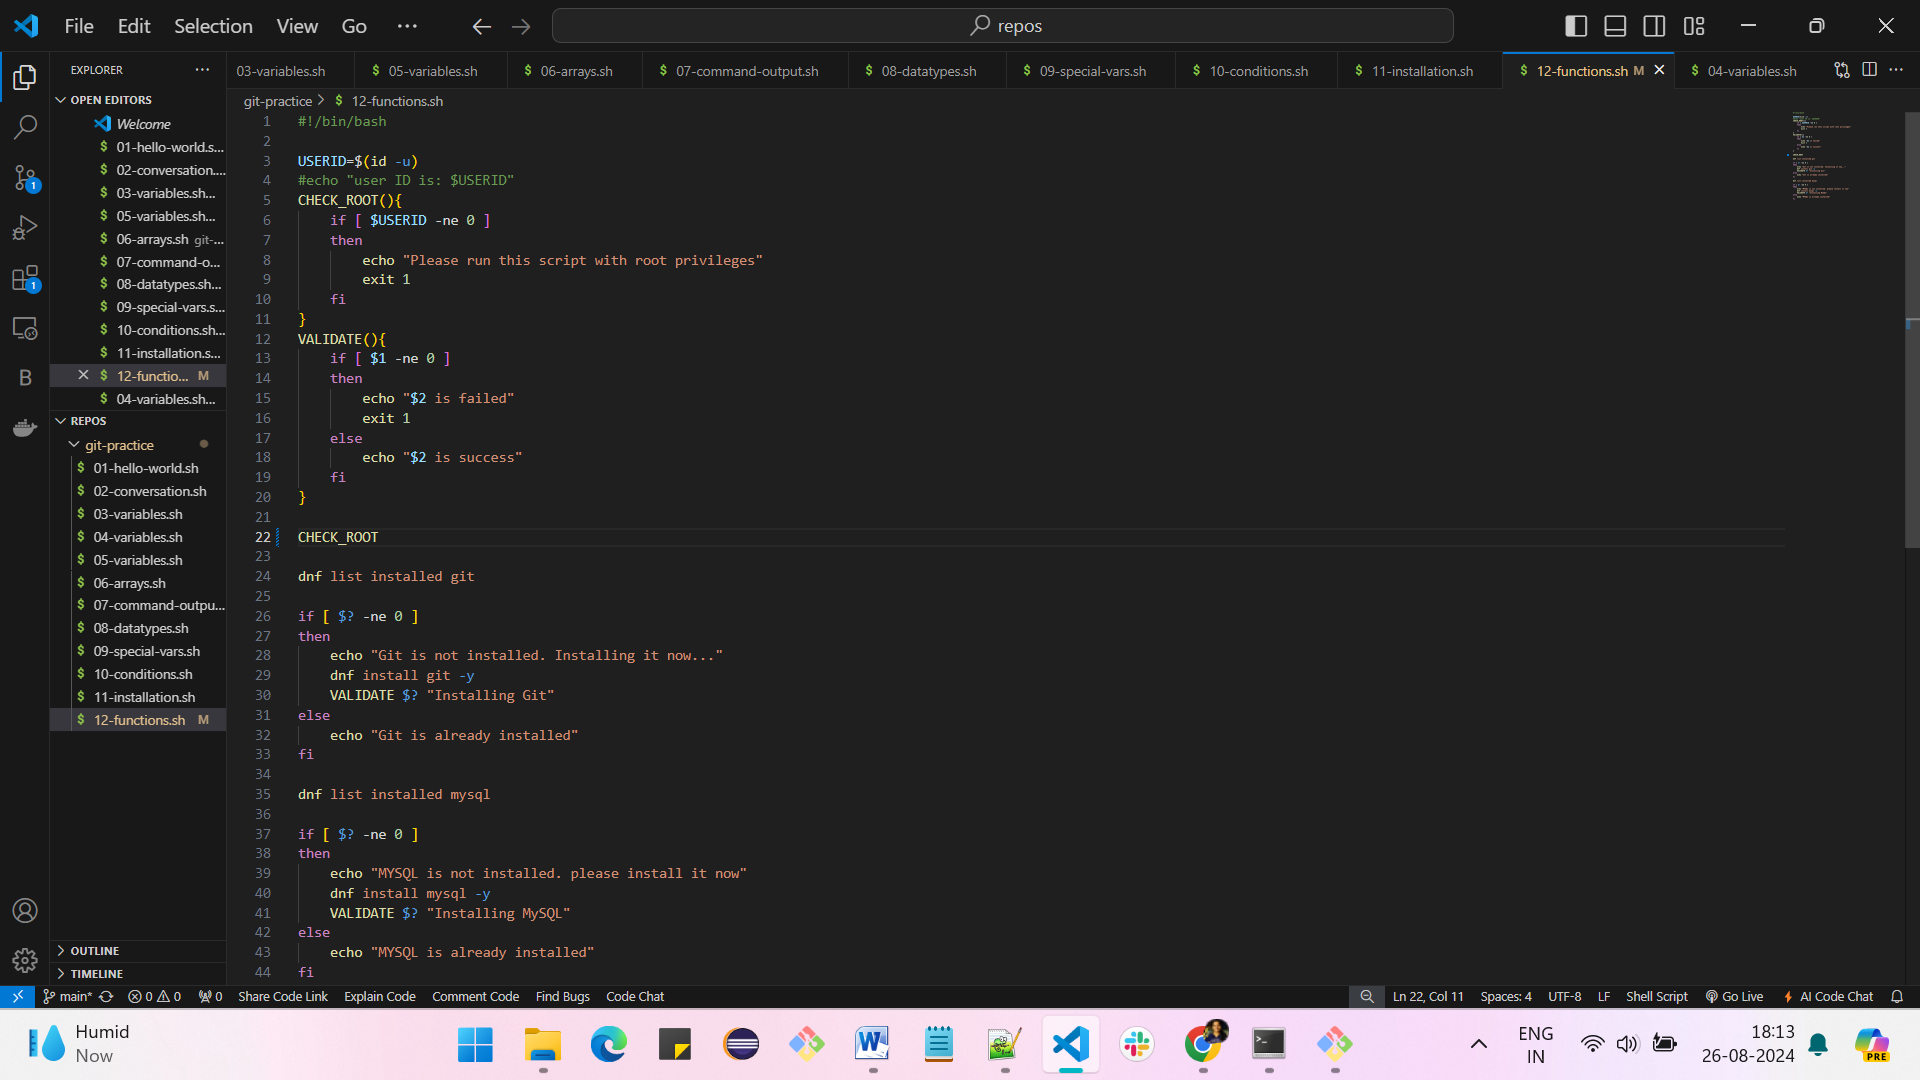 File Edit Selection View Go ··· repos
EXPLORER ···
03-variables.sh $ 05-variables.sh $ 06-arrays.sh $ 07-command-output.sh $ 08-datatypes.sh $ 09-special-vars.sh $ 10-conditions.sh $ 11-installation.sh $ 12-functions.sh M $ 04-variables.sh ···
OPEN EDITORS
Welcome
$ 01-hello-world.s...
$ 02-conversation....
$ 03-variables.sh...
$ 05-variables.sh...
$ 06-arrays.sh git-...
$ 07-command-o...
$ 08-datatypes.sh...
$ 09-special-vars.s...
$ 10-conditions.sh...
$ 11-installation.s...
$ 12-functio... M
$ 04-variables.sh...
REPOS
git-practice
$ 01-hello-world.sh
$ 02-conversation.sh
$ 03-variables.sh
$ 04-variables.sh
$ 05-variables.sh
$ 06-arrays.sh
$ 07-command-outpu...
$ 08-datatypes.sh
$ 09-special-vars.sh
$ 10-conditions.sh
$ 11-installation.sh
$ 12-functions.sh M
OUTLINE
TIMELINE
1
1
B
git-practice > $ 12-functions.sh
1 #!/bin/bash
2
3 USERID=$(id -u)
4 #echo "user ID is: $USERID"
5 CHECK_ROOT(){
6 if [ $USERID -ne 0 ]
7 then
8 echo "Please run this script with root privileges"
9 exit 1
10 fi
11 }
12 VALIDATE(){
13 if [ $1 -ne 0 ]
14 then
15 echo "$2 is failed"
16 exit 1
17 else
18 echo "$2 is success"
19 fi
20 }
21
22 CHECK_ROOT
23
24 dnf list installed git
25
26 if [ $? -ne 0 ]
27 then
28 echo "Git is not installed. Installing it now..."
29 dnf install git -y
30 VALIDATE $? "Installing Git"
31 else
32 echo "Git is already installed"
33 fi
34
35 dnf list installed mysql
36
37 if [ $? -ne 0 ]
38 then
39 echo "MYSQL is not installed. please install it now"
40 dnf install mysql -y
41 VALIDATE $? "Installing MySQL"
42 else
43 echo "MYSQL is already installed"
44 fi
main* 0 0 0 Share Code Link Explain Code Comment Code Find Bugs Code Chat Ln 22, Col 11 Spaces: 4 UTF-8 LF Shell Script Go Live AI Code Chat
Humid
Now
W
ENG
IN
18:13
26-08-2024
PRE